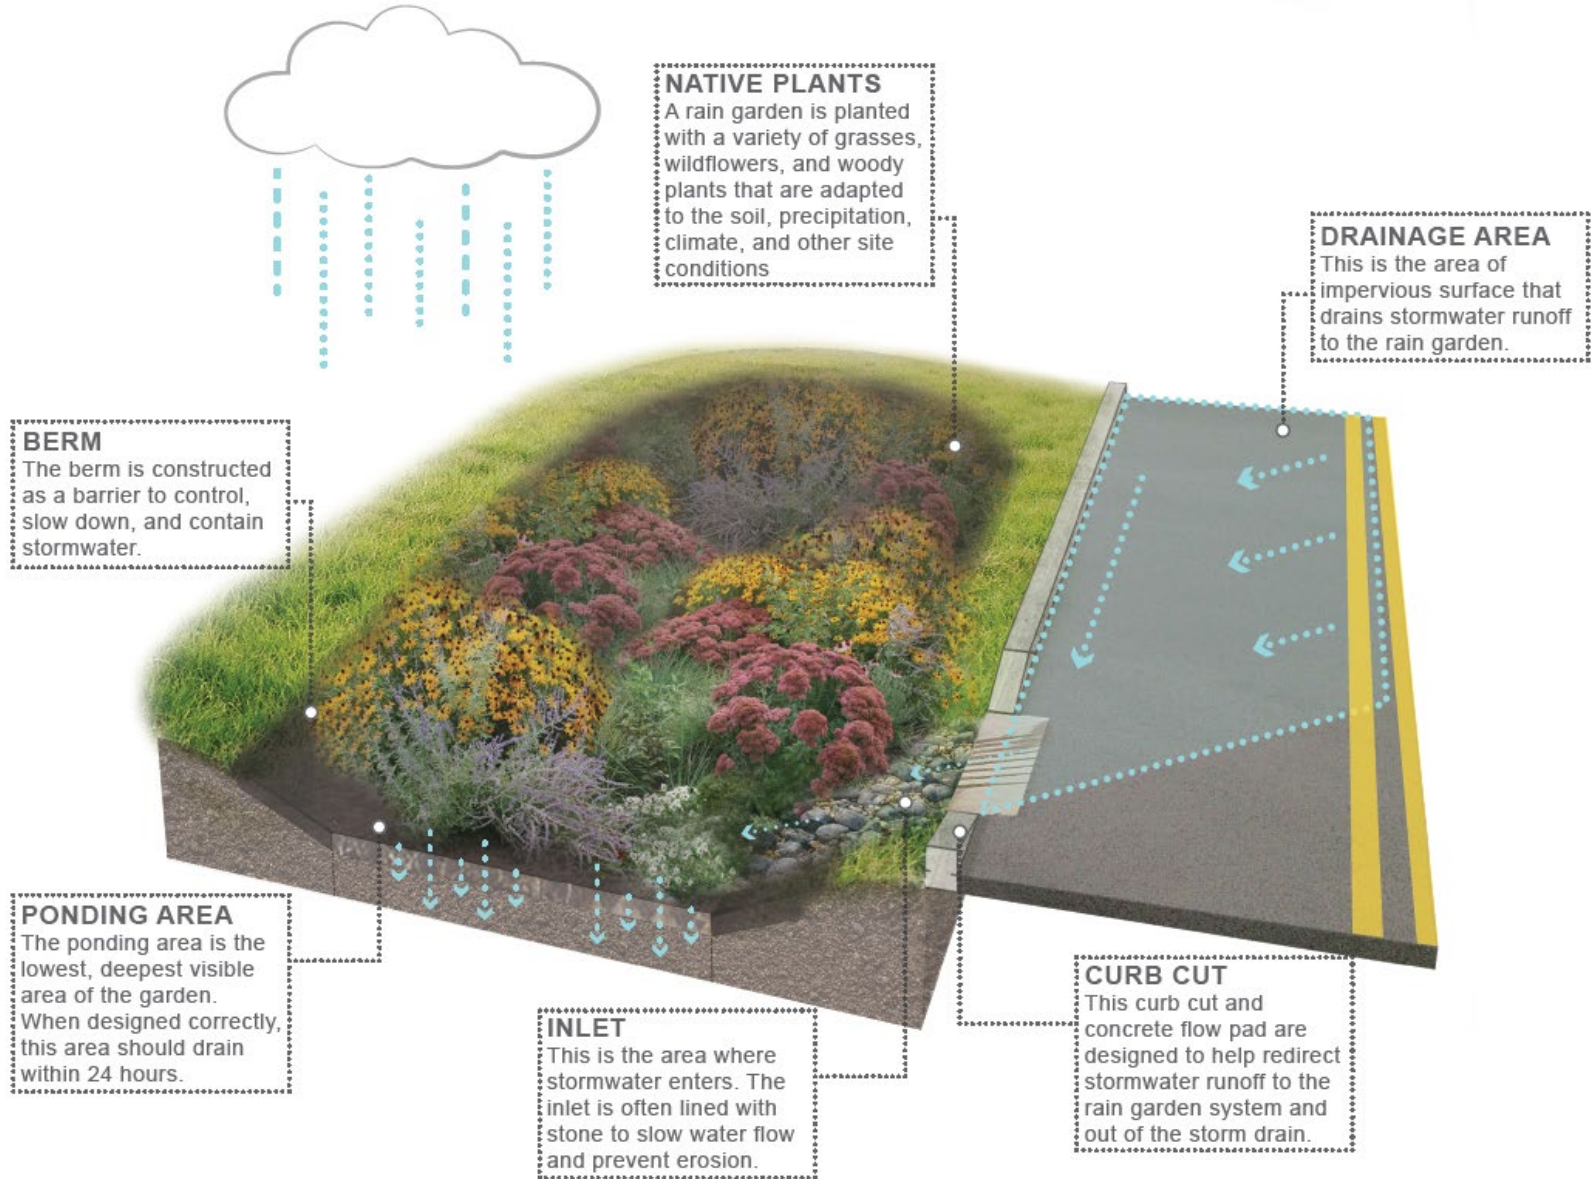 NATIVE PLANTS
A rain garden is planted
with a variety of grasses,
wildflowers, and woody
plants that are adapted
to the soil, precipitation,
climate, and other site
conditions
DRAINAGE AREA
This is the area of
impervious surface that
drains stormwater runoff
to the rain garden.
BERM
The berm is constructed
as a barrier to control,
slow down, and contain
stormwater.
PONDING AREA
The ponding area is the
lowest, deepest visible
area of the garden.
When designed correctly,
this area should drain
within 24 hours.
INLET
This is the area where
stormwater enters. The
inlet is often lined with
stone to slow water flow
and prevent erosion.
CURB CUT
This curb cut and
concrete flow pad are
designed to help redirect
stormwater runoff to the
rain garden system and
out of the storm drain.